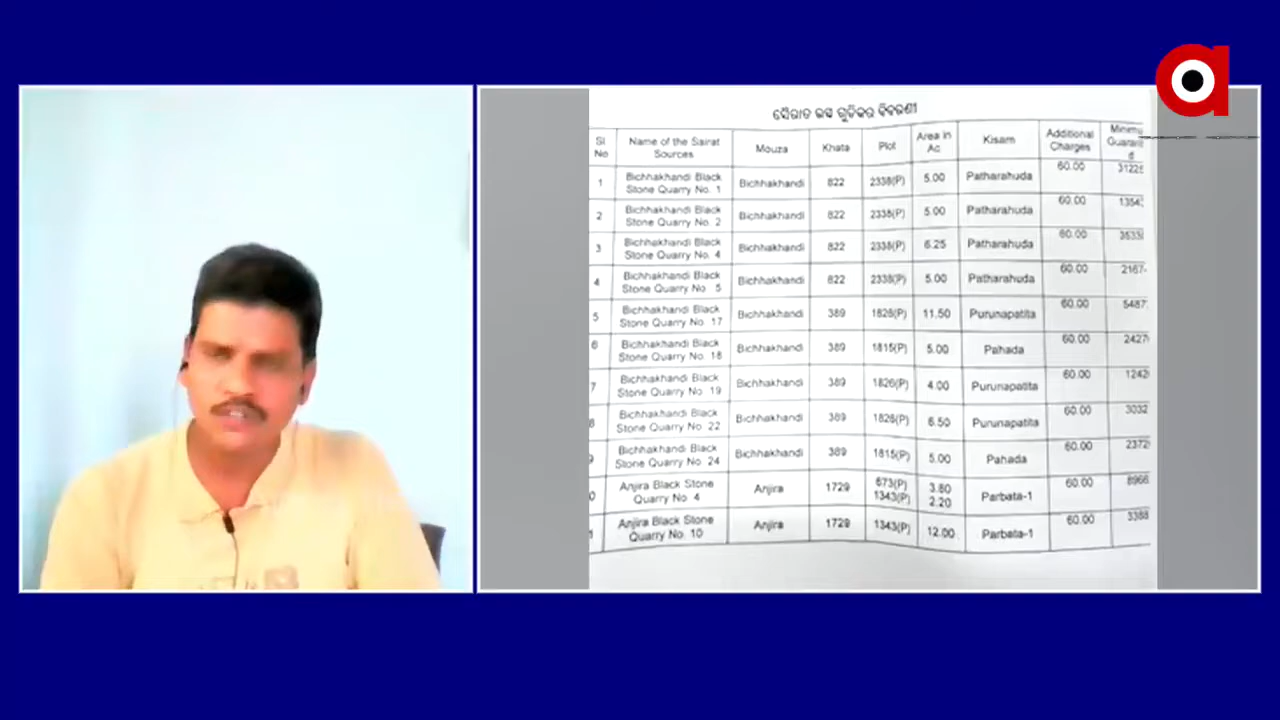 ସୈରାତ ଉତ୍ସ ଗୁଡିକର ବିବରଣୀ
Sl No Name of the Sairat Sources Mouza Khata Plot Area in Ac Kisam Additional Charges
1 Bichhakhandi Black Stone Quarry No. 1 Bichhakhandi 822 2338(P) 5.00 Patharahuda 60.00
2 Bichhakhandi Black Stone Quarry No. 2 Bichhakhandi 822 2338(P) 5.00 Patharahuda 60.00
3 Bichhakhandi Black Stone Quarry No. 4 Bichhakhandi 822 2338(P) 6.25 Patharahuda 60.00
4 Bichhakhandi Black Stone Quarry No. 5 Bichhakhandi 822 2338(P) 5.00 Patharahuda 60.00
5 Bichhakhandi Black Stone Quarry No. 17 Bichhakhandi 389 1826(P) 11.50 Purunapatita 60.00
6 Bichhakhandi Black Stone Quarry No. 18 Bichhakhandi 389 1815(P) 5.00 Pahada 60.00
7 Bichhakhandi Black Stone Quarry No. 19 Bichhakhandi 389 1826(P) 4.00 Purunapatita 60.00
8 Bichhakhandi Black Stone Quarry No. 22 Bichhakhandi 389 1826(P) 6.50 Purunapatita 60.00
9 Bichhakhandi Black Stone Quarry No. 24 Bichhakhandi 389 1815(P) 5.00 Pahada 60.00
0 Anjira Black Stone Quarry No. 4 Anjira 1729 673(P) 1343(P) 3.80 2.20 Parbata-1 60.00
1 Anjira Black Stone Quarry No. 10 Anjira 1729 1343(P) 12.00 Parbata-1 60.00